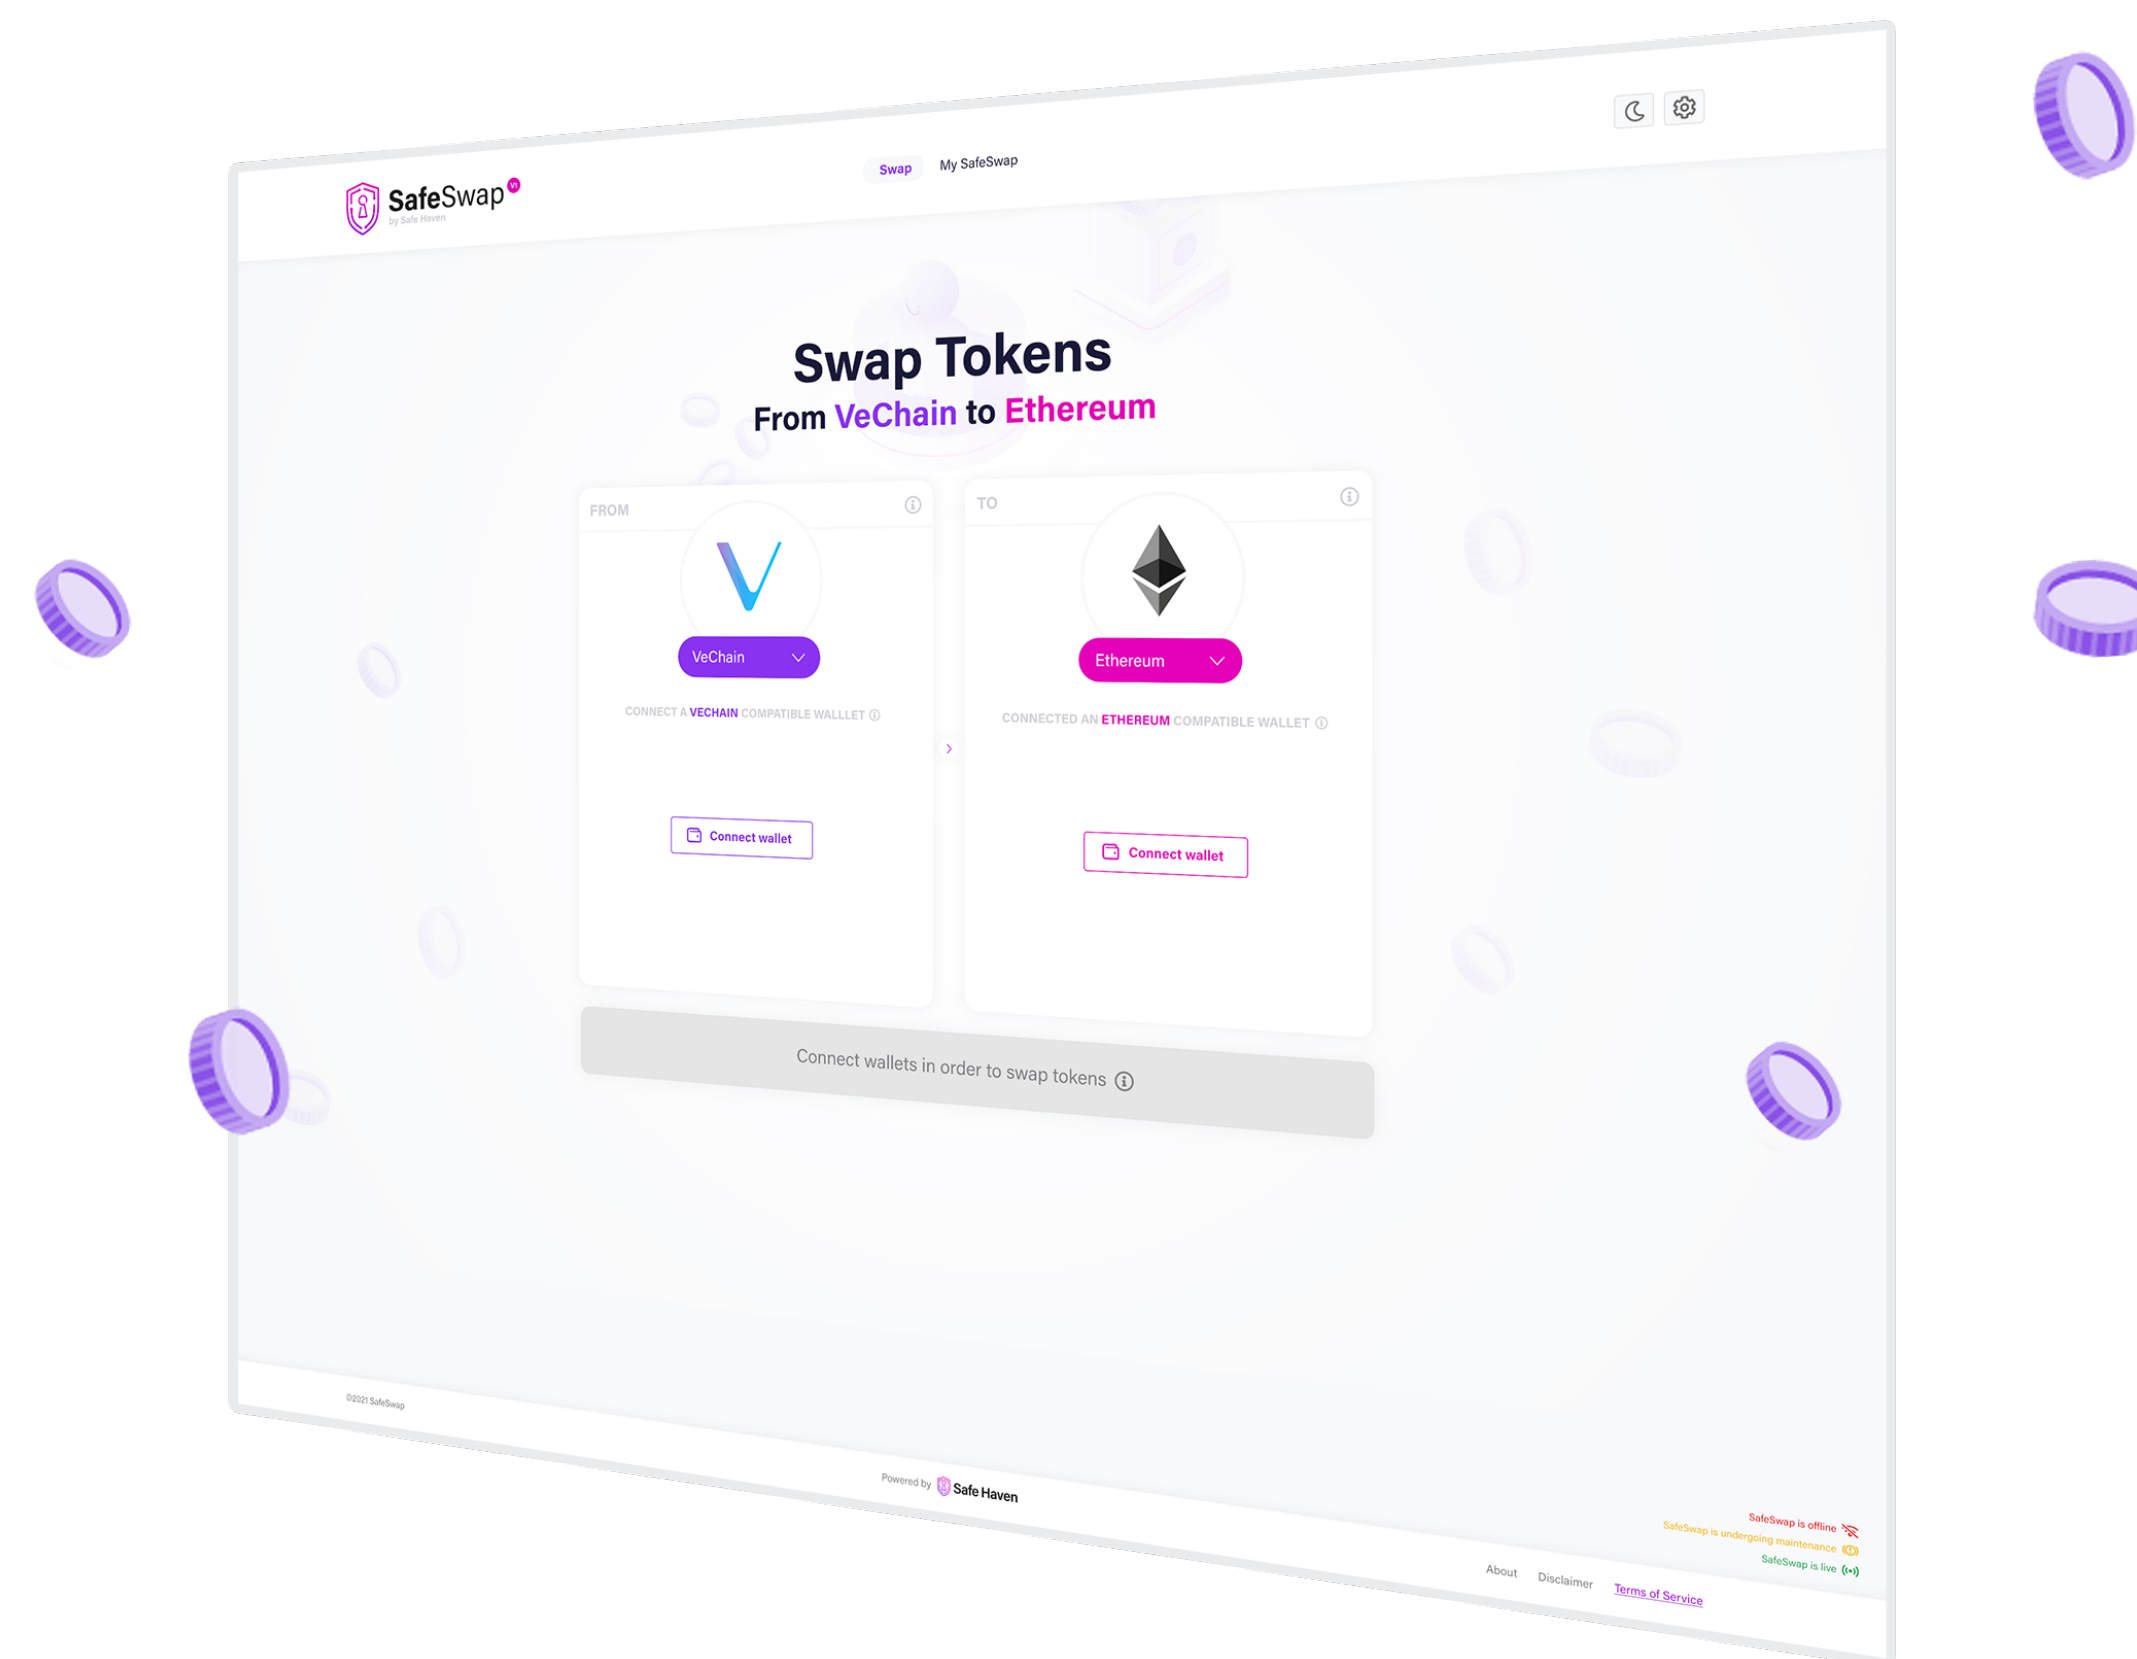 SafeSwap V1
by Safe Haven
Swap
My SafeSwap
Swap Tokens
From VeChain to Ethereum
FROM
VeChain
CONNECT A VECHAIN COMPATIBLE WALLLET
Connect wallet
TO
Ethereum
CONNECTED AN ETHEREUM COMPATIBLE WALLET
Connect wallet
Connect wallets in order to swap tokens
©2021 SafeSwap
Powered by Safe Haven
SafeSwap is offline
SafeSwap is undergoing maintenance
SafeSwap is live
About
Disclaimer
Terms of Service